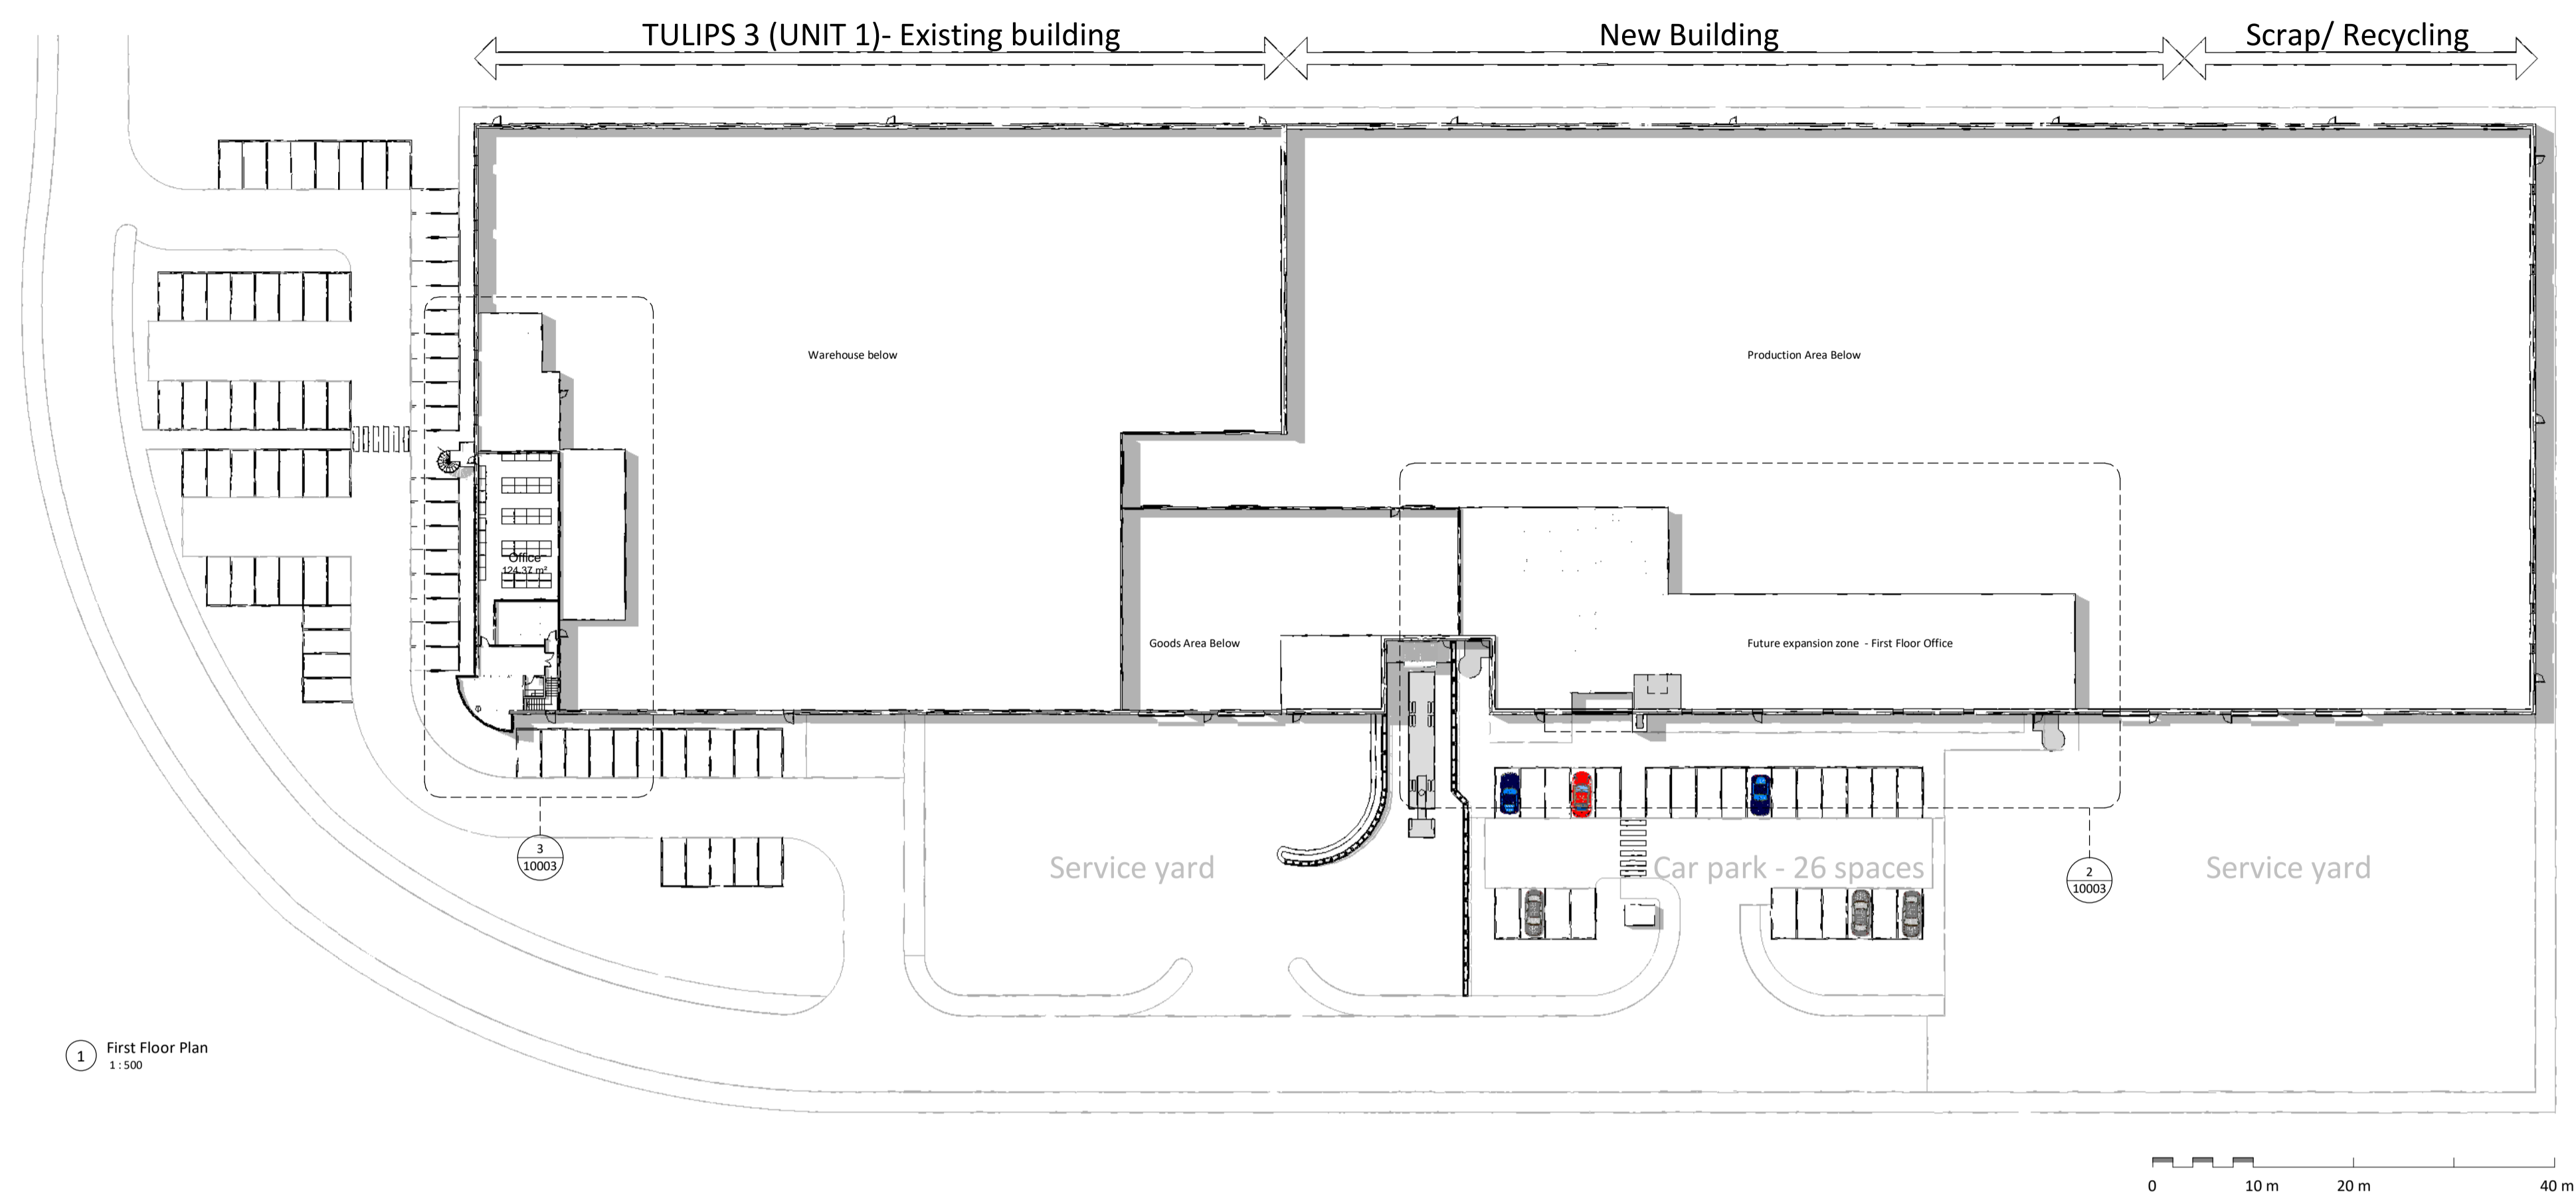 TULIPS 3 (UNIT 1)- Existing building
New Building
Scrap/ Recycling
Warehouse below
Production Area Below
Office
124.37 m²
Goods Area Below
Future expansion zone - First Floor Office
3
10003
Service yard
Car park - 26 spaces
2
10003
Service yard
1
First Floor Plan
1 : 500
0
10 m
20 m
40 m